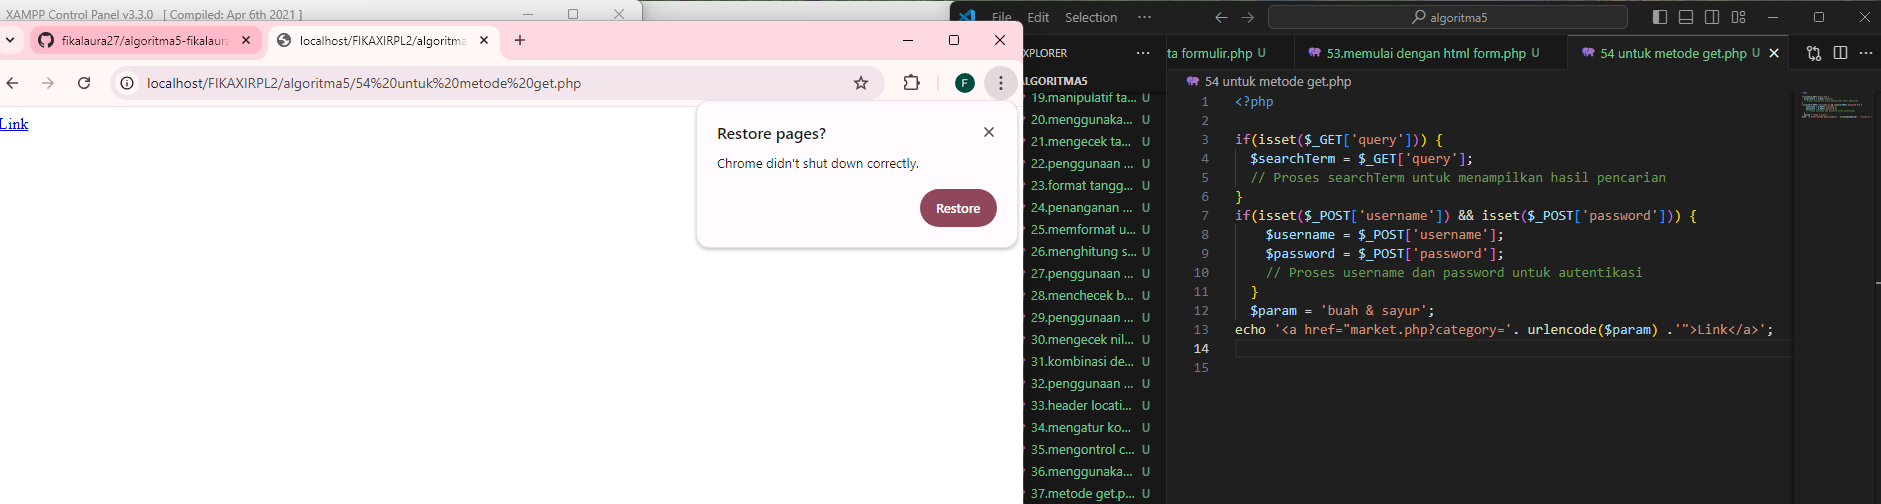 XAMPP Control Panel v3.3.0 [ Compiled: Apr 6th 2021 ]
fikalaura27/algoritma5-fikalaura
localhost/FIKAXIRPL2/algoritma
localhost/FIKAXIRPL2/algoritma5/54%20untuk%20metode%20get.php
F
Link
Restore pages?
Chrome didn't shut down correctly.
Restore
File Edit Selection ···
algoritma5
EXPLORER ···
ALGORITMA5
19.manipulatif ta... U
20.menggunaka... U
21.mengecek ta... U
22.penggunaan ... U
23.format tangg... U
24.penanganan ... U
25.memformat u... U
26.menghitung s... U
27.penggunaan ... U
28.menchecek b... U
29.penggunaan ... U
30.mengecek nil... U
31.kombinasi de... U
32.penggunaan ... U
33.header locati... U
34.mengatur ko... U
35.mengontrol c... U
36.menggunaka... U
37.metode get.p... U
ta formulir.php U
53.memulai dengan html form.php U
54 untuk metode get.php U
54 untuk metode get.php
1 <?php
2
3 if(isset($_GET['query'])) {
4 $searchTerm = $_GET['query'];
5 // Proses searchTerm untuk menampilkan hasil pencarian
6 }
7 if(isset($_POST['username']) && isset($_POST['password'])) {
8 $username = $_POST['username'];
9 $password = $_POST['password'];
10 // Proses username dan password untuk autentikasi
11 }
12 $param = 'buah & sayur';
13 echo '<a href="market.php?category='. urlencode($param) .'">Link</a>';
14
15